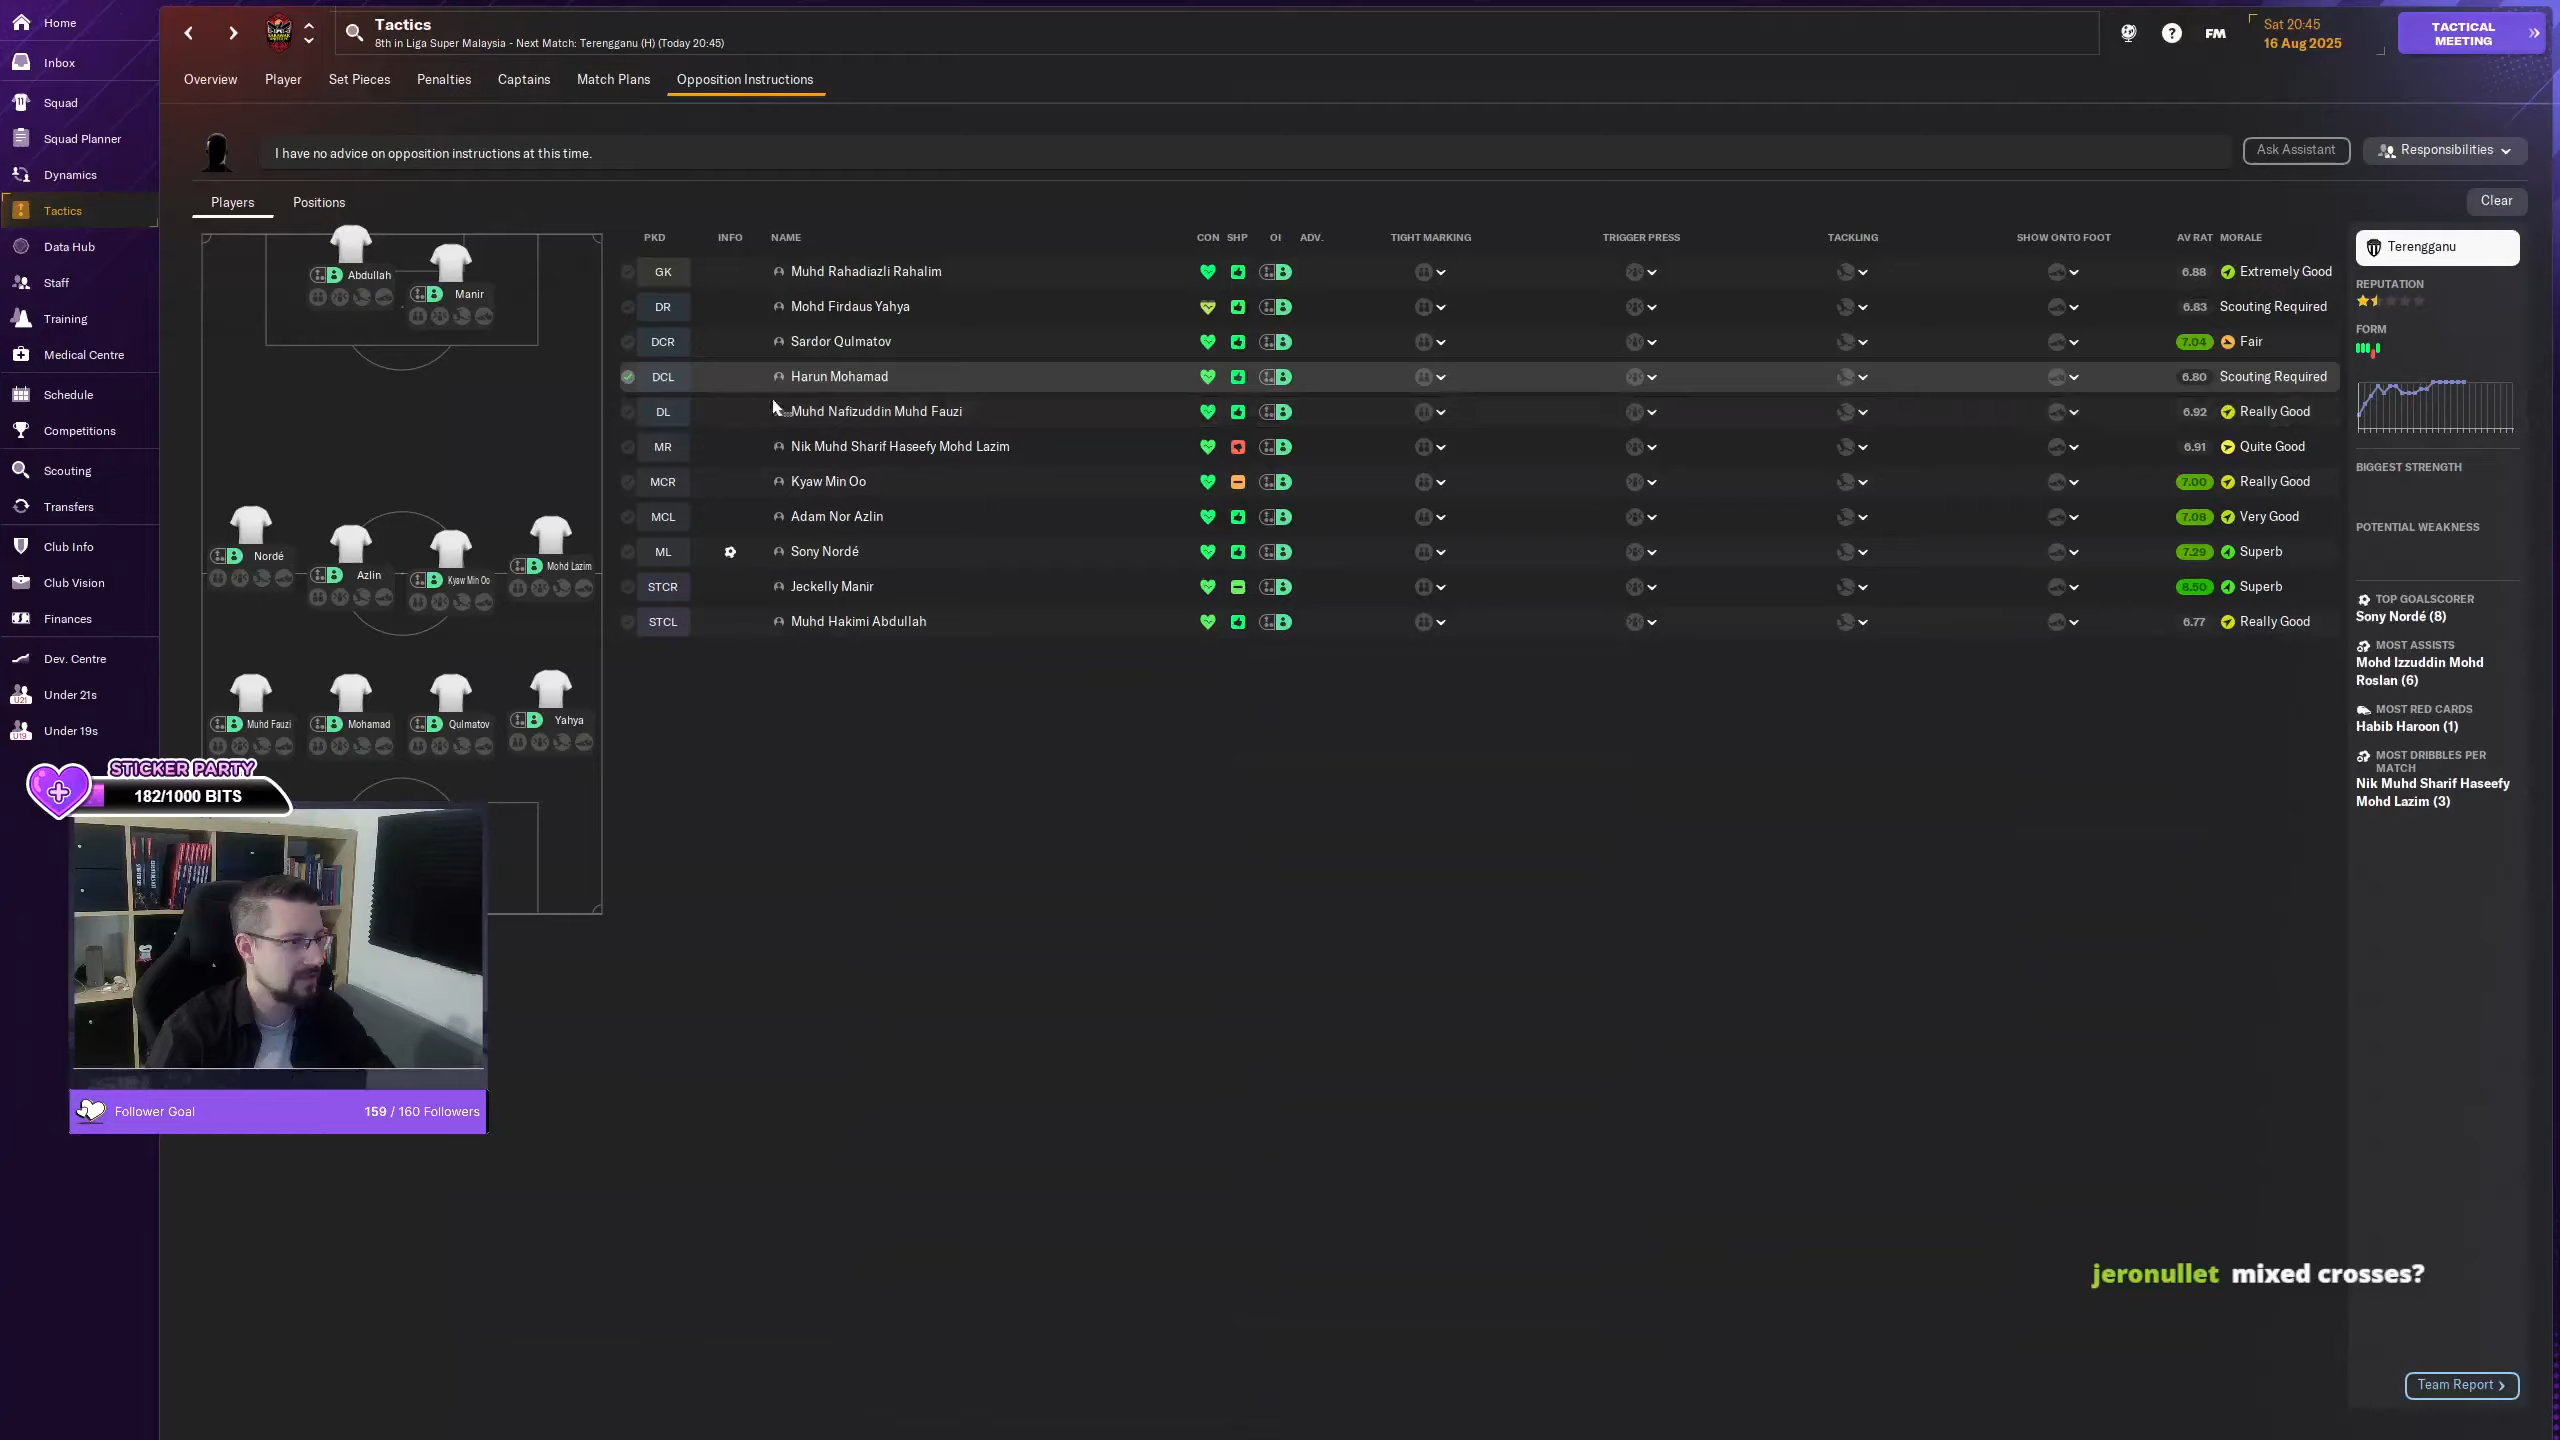 Home
Inbox
Squad
Squad Planner
Dynamics
Tactics
Data Hub
Staff
Training
Medical Centre
Schedule
Competitions
Scouting
Transfers
Club Info
Club Vision
Finances
Dev. Centre
U21 Under 21s
U19 Under 19s
Tactics
8th in Liga Super Malaysia - Next Match: Terengganu (H) (Today 20:45)
FM
Sat 20:45
16 Aug 2025
TACTICAL
MEETING
Overview Player Set Pieces Penalties Captains Match Plans Opposition Instructions
I have no advice on opposition instructions at this time.
Ask Assistant
Responsibilities
Players Positions
Clear
Abdullah
Manir
Nordé
Azlin
Kyaw Min Oo
Mohd Lazim
Muhd Fauzi
Mohamad
Qulmatov
Yahya
PKD INFO NAME CON SHP OI ADV. TIGHT MARKING TRIGGER PRESS TACKLING SHOW ONTO FOOT AV RAT MORALE
GK Muhd Rahadiazli Rahalim 6.88 Extremely Good
DR Mohd Firdaus Yahya 6.83 Scouting Required
DCR Sardor Qulmatov 7.04 Fair
DCL Harun Mohamad 6.80 Scouting Required
DL Muhd Nafizuddin Muhd Fauzi 6.92 Really Good
MR Nik Muhd Sharif Haseefy Mohd Lazim 6.91 Quite Good
MCR Kyaw Min Oo 7.00 Really Good
MCL Adam Nor Azlin 7.08 Very Good
ML Sony Nordé 7.29 Superb
STCR Jeckelly Manir 8.50 Superb
STCL Muhd Hakimi Abdullah 6.77 Really Good
Terengganu
REPUTATION
FORM
BIGGEST STRENGTH
POTENTIAL WEAKNESS
TOP GOALSCORER
Sony Nordé (8)
MOST ASSISTS
Mohd Izzuddin Mohd
Roslan (6)
MOST RED CARDS
Habib Haroon (1)
MOST DRIBBLES PER
MATCH
Nik Muhd Sharif Haseefy
Mohd Lazim (3)
STICKER PARTY
182/1000 BITS
Follower Goal 159 / 160 Followers
jeronullet mixed crosses?
Team Report